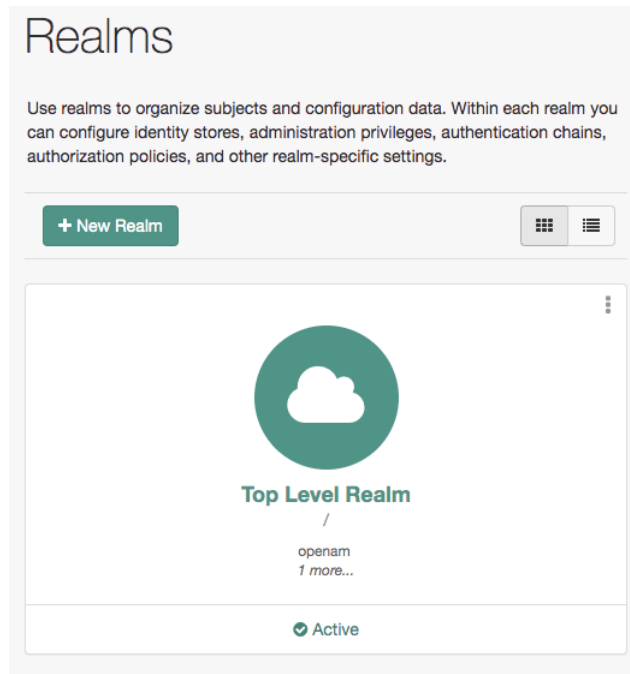 Realms
Use realms to organize subjects and configuration data. Within each realm you
can configure identity stores, administration privileges, authentication chains,
authorization policies, and other realm-specific settings.
+ New Realm
Top Level Realm
/
openam
1 more...
Active